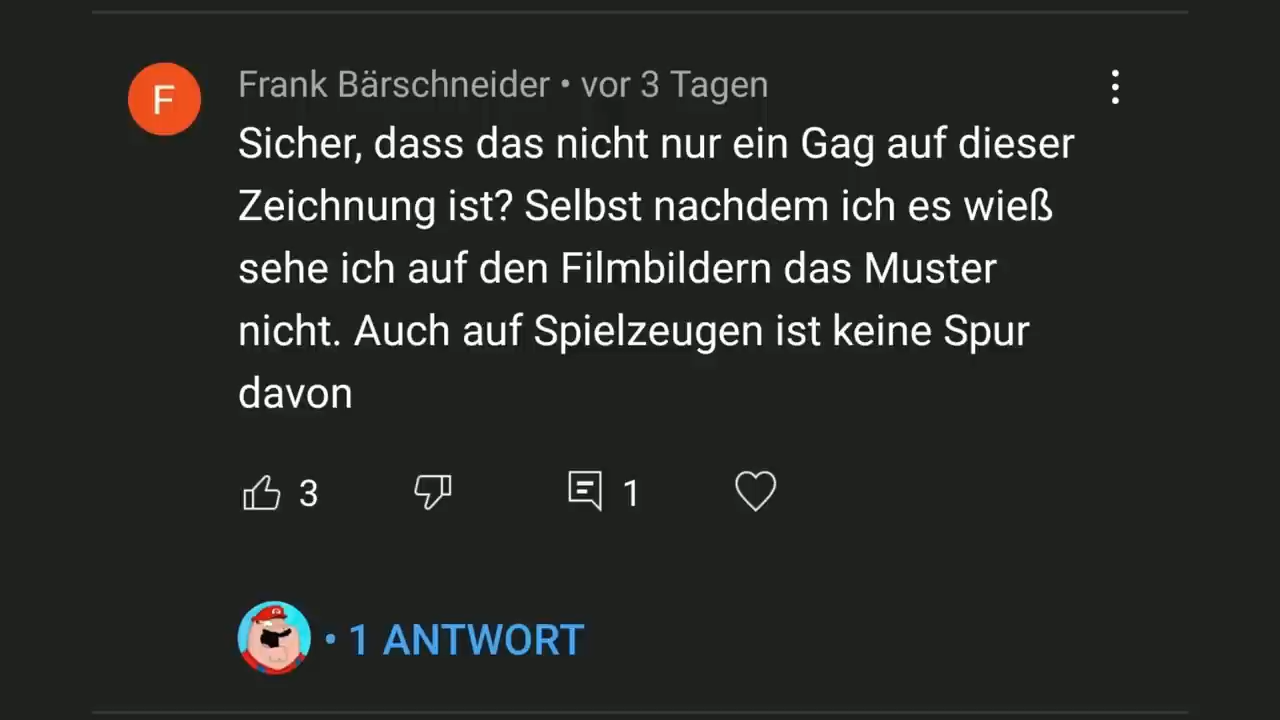 F
Frank Bärschneider • vor 3 Tagen
Sicher, dass das nicht nur ein Gag auf dieser
Zeichnung ist? Selbst nachdem ich es wieß
sehe ich auf den Filmbildern das Muster
nicht. Auch auf Spielzeugen ist keine Spur
davon
3 1
• 1 ANTWORT